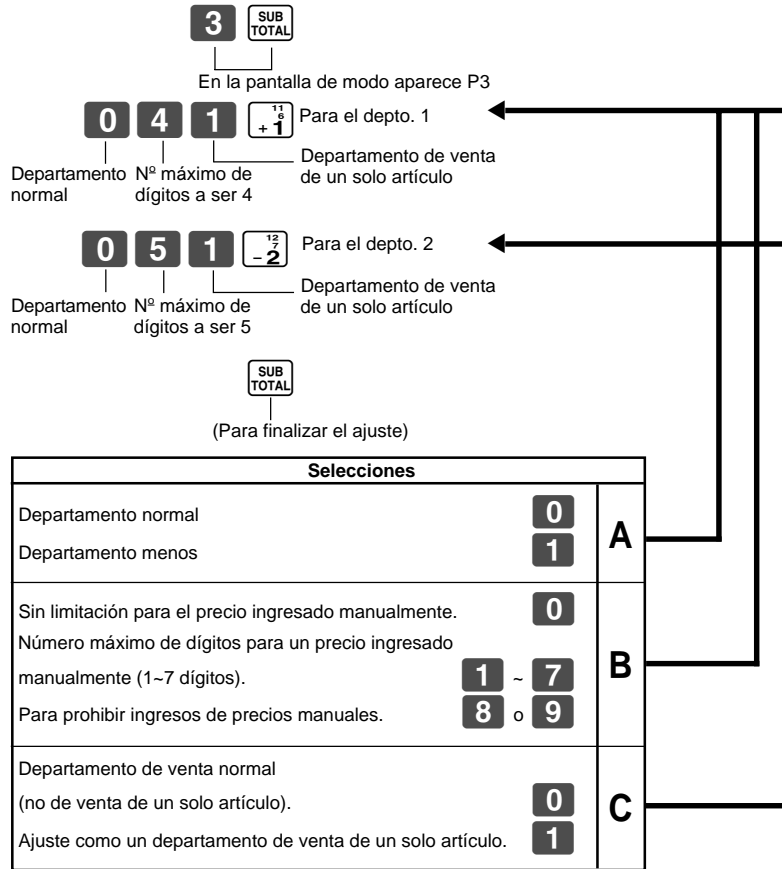 3 SUB TOTAL
En la pantalla de modo aparece P3
0 4 1 11 6 +1 Para el depto. 1
Departamento normal
Nº máximo de dígitos a ser 4
Departamento de venta de un solo artículo
0 5 1 12 7 -2 Para el depto. 2
Departamento normal
Nº máximo de dígitos a ser 5
Departamento de venta de un solo artículo
SUB TOTAL
(Para finalizar el ajuste)
Selecciones
Departamento normal 0
Departamento menos 1
A
Sin limitación para el precio ingresado manualmente. 0
Número máximo de dígitos para un precio ingresado
manualmente (1~7 dígitos). 1 ~ 7
Para prohibir ingresos de precios manuales. 8 o 9
B
Departamento de venta normal
(no de venta de un solo artículo). 0
Ajuste como un departamento de venta de un solo artículo. 1
C